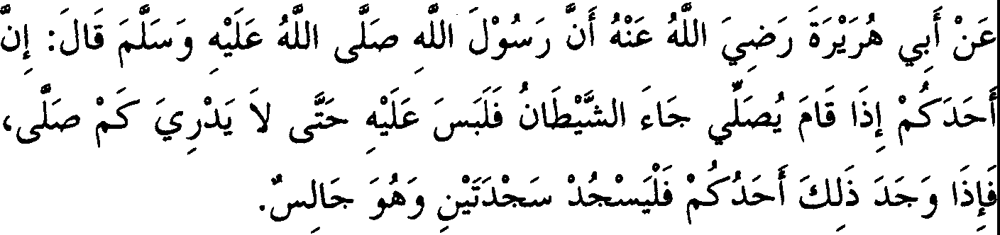 عَنْ أَبِي هُرَيْرَةَ رَضِيَ اللَّهُ عَنْهُ أَنَّ رَسُوْلَ اللَّهِ صَلَّى اللَّهُ عَلَيْهِ وَسَلَّمَ قَالَ: إِنَّ
أَحَدَكُمْ إِذَا قَامَ يُصَلِّي جَاءَ الشَّيْطَانُ فَلَبَسَ عَلَيْهِ حَتَّى لاَ يَدْرِيَ كَمْ صَلَّى،
فَإِذَا وَجَدَ ذَلِكَ أَحَدُكُمْ فَلْيَسْجُدْ سَجْدَتَيْنِ وَهُوَ جَالِسٌ.